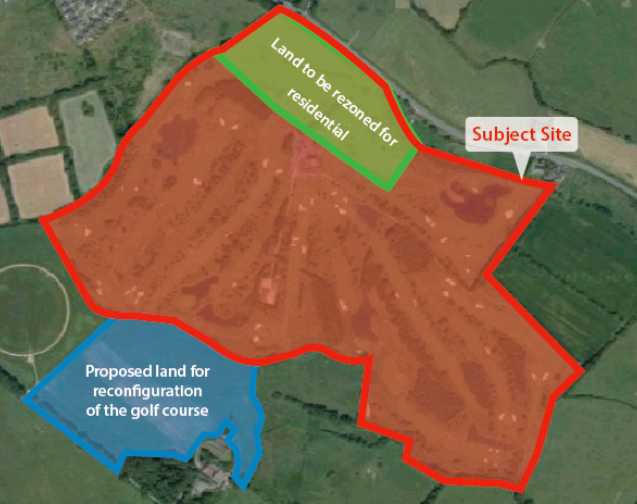 Land to be rezoned for
residential
Subject Site
Proposed land for
reconfiguration
of the golf course